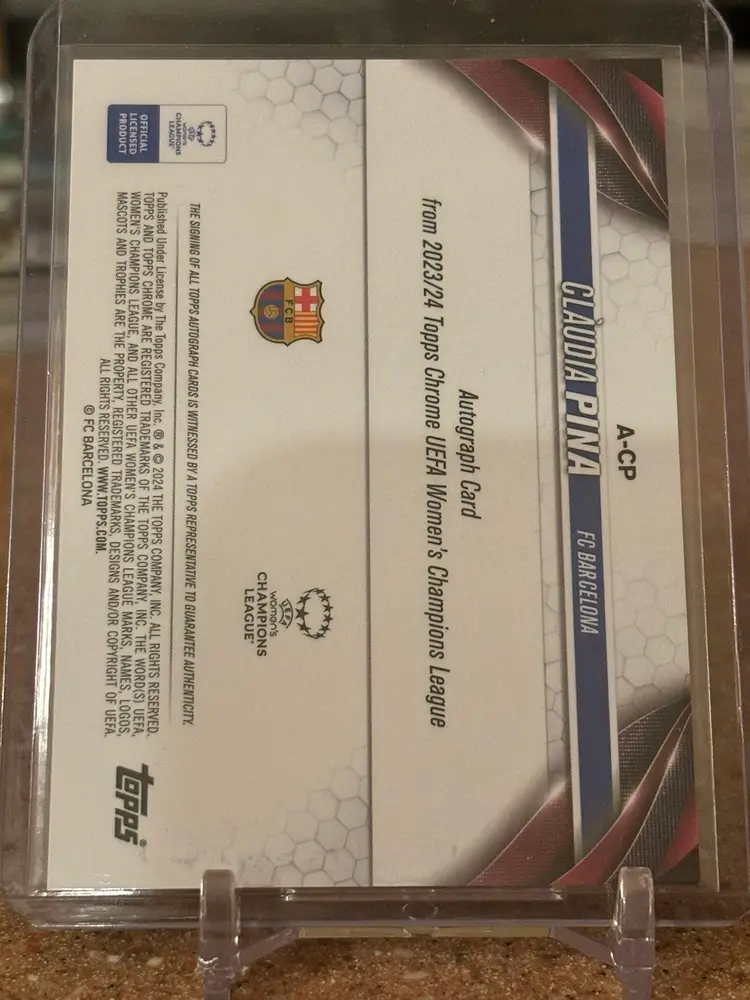 A-CP
CLÀUDIA PINA FC BARCELONA
Autograph Card
from 2023/24 Topps Chrome UEFA Women's Champions League
FCB
UEFA
women's
CHAMPIONS
LEAGUE™
THE SIGNING OF ALL TOPPS AUTOGRAPH CARDS IS WITNESSED BY A TOPPS REPRESENTATIVE TO GUARANTEE AUTHENTICITY.
UEFA
women's
CHAMPIONS
LEAGUE™
OFFICIAL
LICENSED
PRODUCT
Published Under License by The Topps Company, Inc. ® & © 2024 THE TOPPS COMPANY, INC. ALL RIGHTS RESERVED.
TOPPS AND TOPPS CHROME ARE REGISTERED TRADEMARKS OF THE TOPPS COMPANY, INC. THE WORD(S) UEFA,
WOMEN'S CHAMPIONS LEAGUE, AND ALL OTHER UEFA WOMEN'S CHAMPIONS LEAGUE MARKS, NAMES, LOGOS,
MASCOTS AND TROPHIES ARE THE PROPERTY, REGISTERED TRADEMARKS, DESIGNS AND/OR COPYRIGHT OF UEFA.
ALL RIGHTS RESERVED. WWW.TOPPS.COM.
© FC BARCELONA
topps®